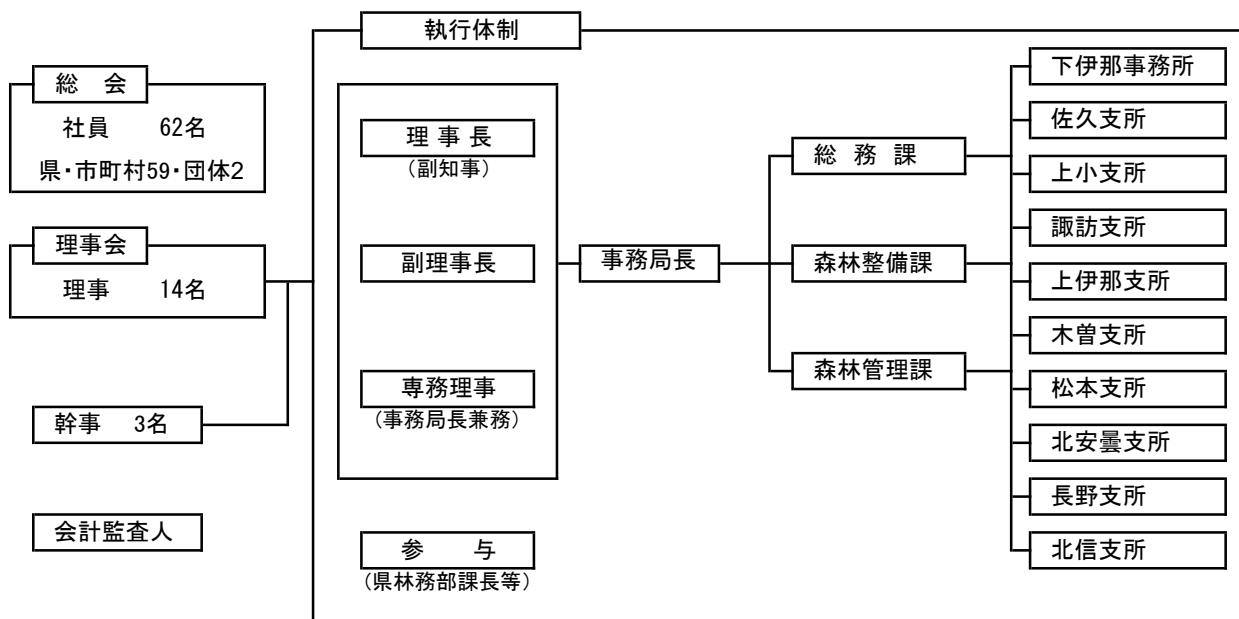 執行体制
総　会
社員　　62名
県・市町村59・団体2
理事会
理事　　14名
幹事　3名
会計監査人
理 事 長
(副知事)
副理事長
専務理事
(事務局長兼務)
参　　与
(県林務部課長等)
事務局長
総　務　課
森林整備課
森林管理課
下伊那事務所
佐久支所
上小支所
諏訪支所
上伊那支所
木曽支所
松本支所
北安曇支所
長野支所
北信支所